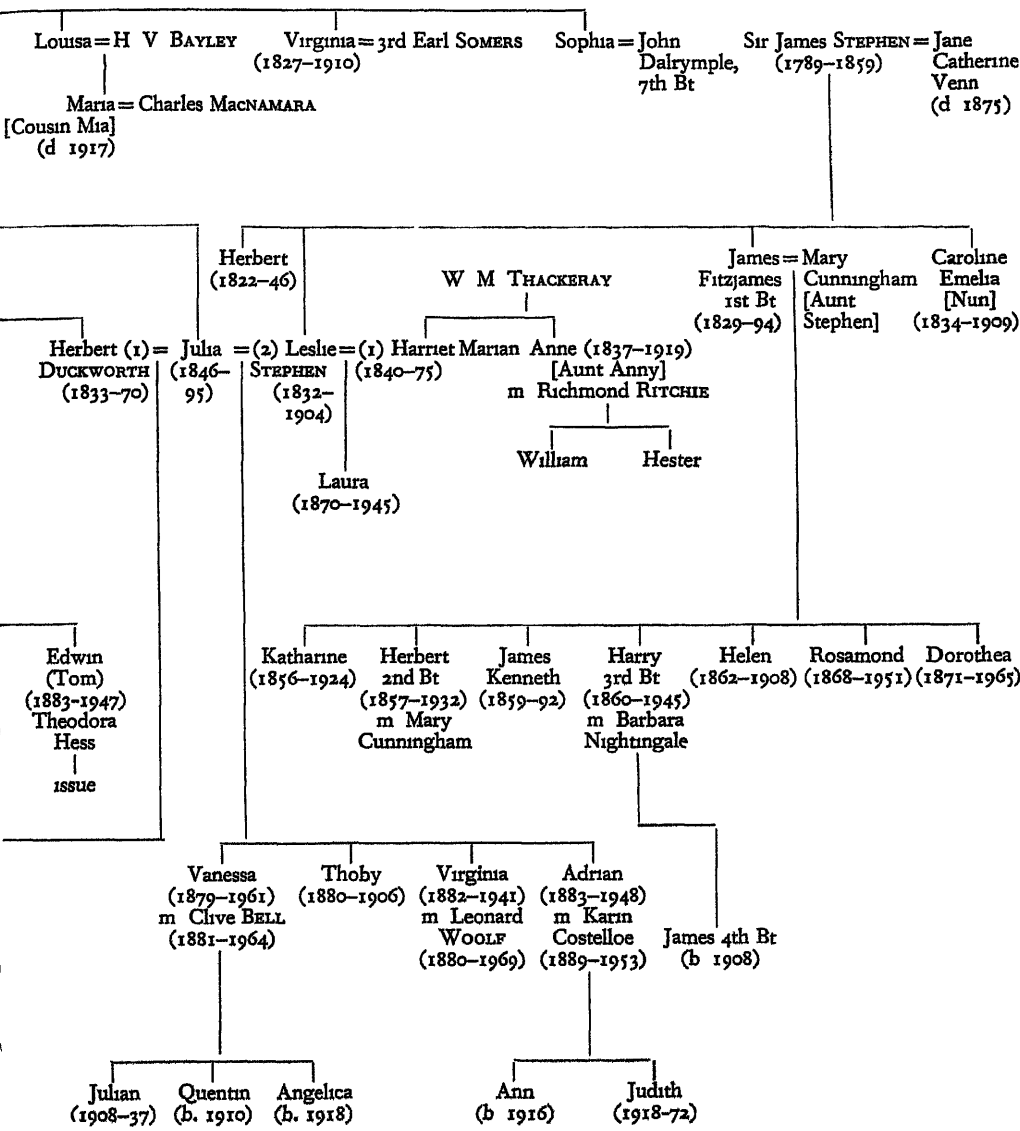 Louisa = H V BAYLEY
Virginia = 3rd Earl SOMERS
(1827–1910)
Sophia = John
Dalrymple,
7th Bt
Sir James STEPHEN = Jane
(1789–1859)
Catherine
Venn
(d 1875)
Maria = Charles MACNAMARA
[Cousin Mia]
(d 1917)
Herbert
(1822–46)
W M THACKERAY
James = Mary
Fitzjames
1st Bt
(1829–94)
Cunningham
[Aunt
Stephen]
Caroline
Emelia
[Nun]
(1834–1909)
Herbert (1) = Julia = (2) Leslie = (1) Harriet Marian
DUCKWORTH
(1833–70)
(1846–
95)
STEPHEN
(1832–
1904)
(1840–75)
Anne (1837–1919)
[Aunt Anny]
m Richmond RITCHIE
William
Hester
Laura
(1870–1945)
Edwin
(Tom)
(1883-1947)
Theodora
Hess
issue
Katharine
(1856–1924)
Herbert
2nd Bt
(1857–1932)
m Mary
Cunningham
James
Kenneth
(1859–92)
Harry
3rd Bt
(1860–1945)
m Barbara
Nightingale
Helen
(1862–1908)
Rosamond
(1868–1951)
Dorothea
(1871–1965)
Vanessa
(1879–1961)
m Clive BELL
(1881–1964)
Thoby
(1880–1906)
Virginia
(1882–1941)
m Leonard
WOOLF
(1880–1969)
Adrian
(1883–1948)
m Karin
Costelloe
(1889–1953)
James 4th Bt
(b 1908)
Julian
(1908–37)
Quentin
(b. 1910)
Angelica
(b. 1918)
Ann
(b 1916)
Judith
(1918-72)